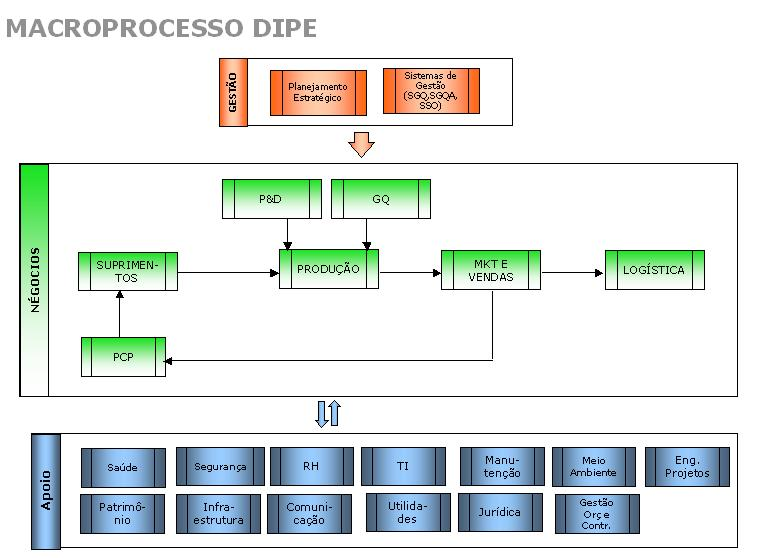 MACROPROCESSO DIPE
GESTÃO
Planejamento
Estratégico
Sistemas de
Gestão
(SGQ,SGQA,
SSO)
NÉGOCIOS
P&D
GQ
SUPRIMEN-
TOS
PRODUÇÃO
MKT E
VENDAS
LOGÍSTICA
PCP
Apoio
Saúde
Segurança
RH
TI
Manu-
tenção
Meio
Ambiente
Eng.
Projetos
Patrimô-
nio
Infra-
estrutura
Comuni-
cação
Utilida-
des
Jurídica
Gestão
Orç e
Contr.